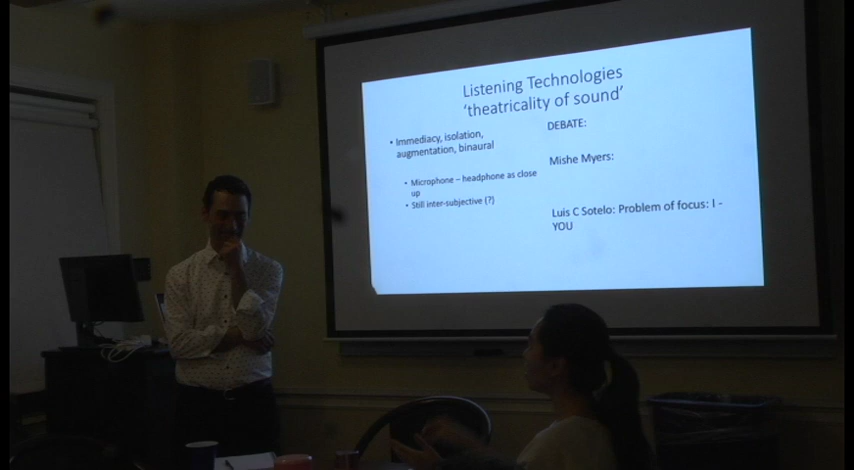 Listening Technologies
'theatricality of sound'
• Immediacy, isolation,
augmentation, binaural
• Microphone – headphone as close
up
• Still inter-subjective (?)
DEBATE:
Mishe Myers:
Luis C Sotelo: Problem of focus: I -
YOU